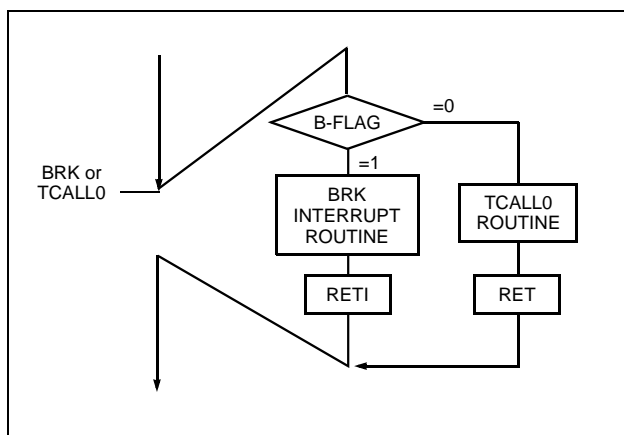 =0
B-FLAG
=1
BRK or
TCALL0
BRK
INTERRUPT
ROUTINE
TCALL0
ROUTINE
RETI
RET